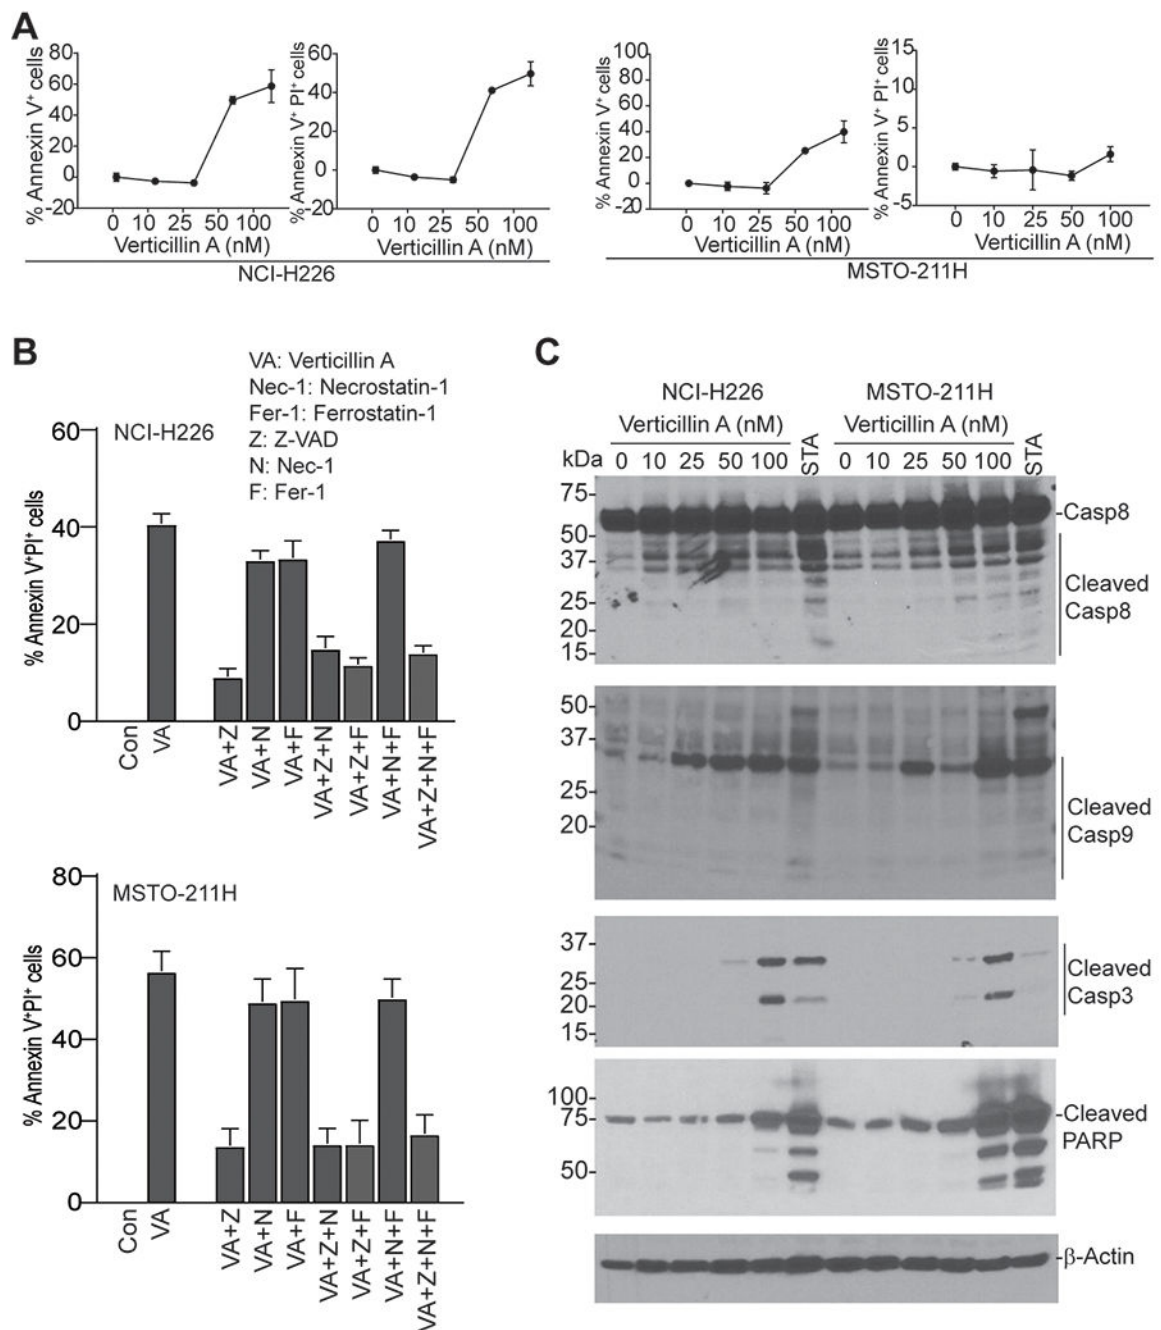 A
% Annexin V⁺ cells
80
60
40
20
0
-20
0 10 25 50 100
Verticillin A (nM)
% Annexin V⁺ PI⁺ cells
60
40
20
0
-20
0 10 25 50 100
Verticillin A (nM)
NCI-H226
% Annexin V⁺ cells
100
80
60
40
20
0
-20
0 10 25 50 100
Verticillin A (nM)
% Annexin V⁺ PI⁺ cells
15
10
5
0
-5
0 10 25 50 100
Verticillin A (nM)
MSTO-211H
B
VA: Verticillin A
Nec-1: Necrostatin-1
Fer-1: Ferrostatin-1
Z: Z-VAD
N: Nec-1
F: Fer-1
NCI-H226
% Annexin V⁺PI⁺ cells
60
40
20
0
Con
VA
VA+Z
VA+N
VA+F
VA+Z+N
VA+Z+F
VA+N+F
VA+Z+N+F
MSTO-211H
% Annexin V⁺PI⁺ cells
80
60
40
20
0
Con
VA
VA+Z
VA+N
VA+F
VA+Z+N
VA+Z+F
VA+N+F
VA+Z+N+F
C
NCI-H226 MSTO-211H
Verticillin A (nM) Verticillin A (nM)
kDa 0 10 25 50 100 STA 0 10 25 50 100 STA
75-
50-
37-
25-
20-
15-
-Casp8
Cleaved
Casp8
50-
37-
25-
20-
Cleaved
Casp9
37-
25-
20-
15-
Cleaved
Casp3
100-
75-
50-
-Cleaved
PARP
-β-Actin